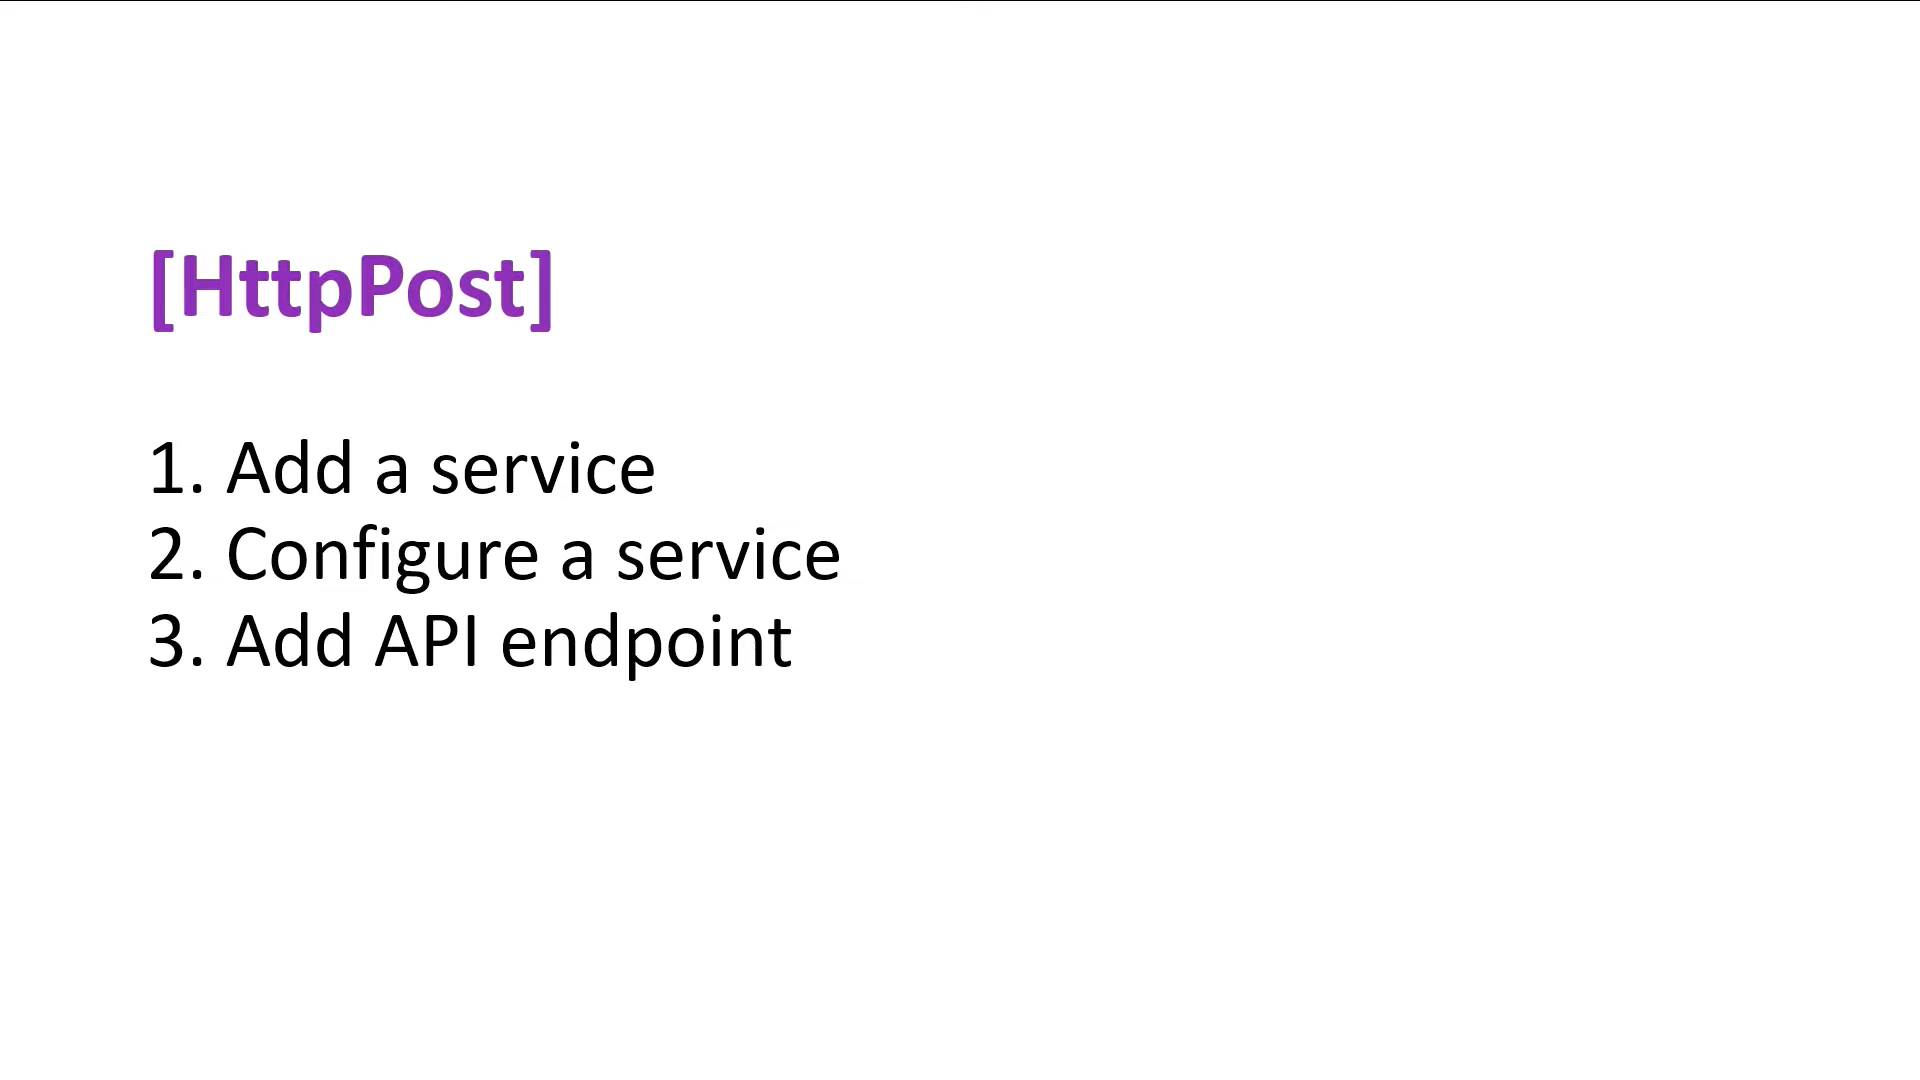 [HttpPost]
1. Add a service
2. Configure a service
3. Add API endpoint